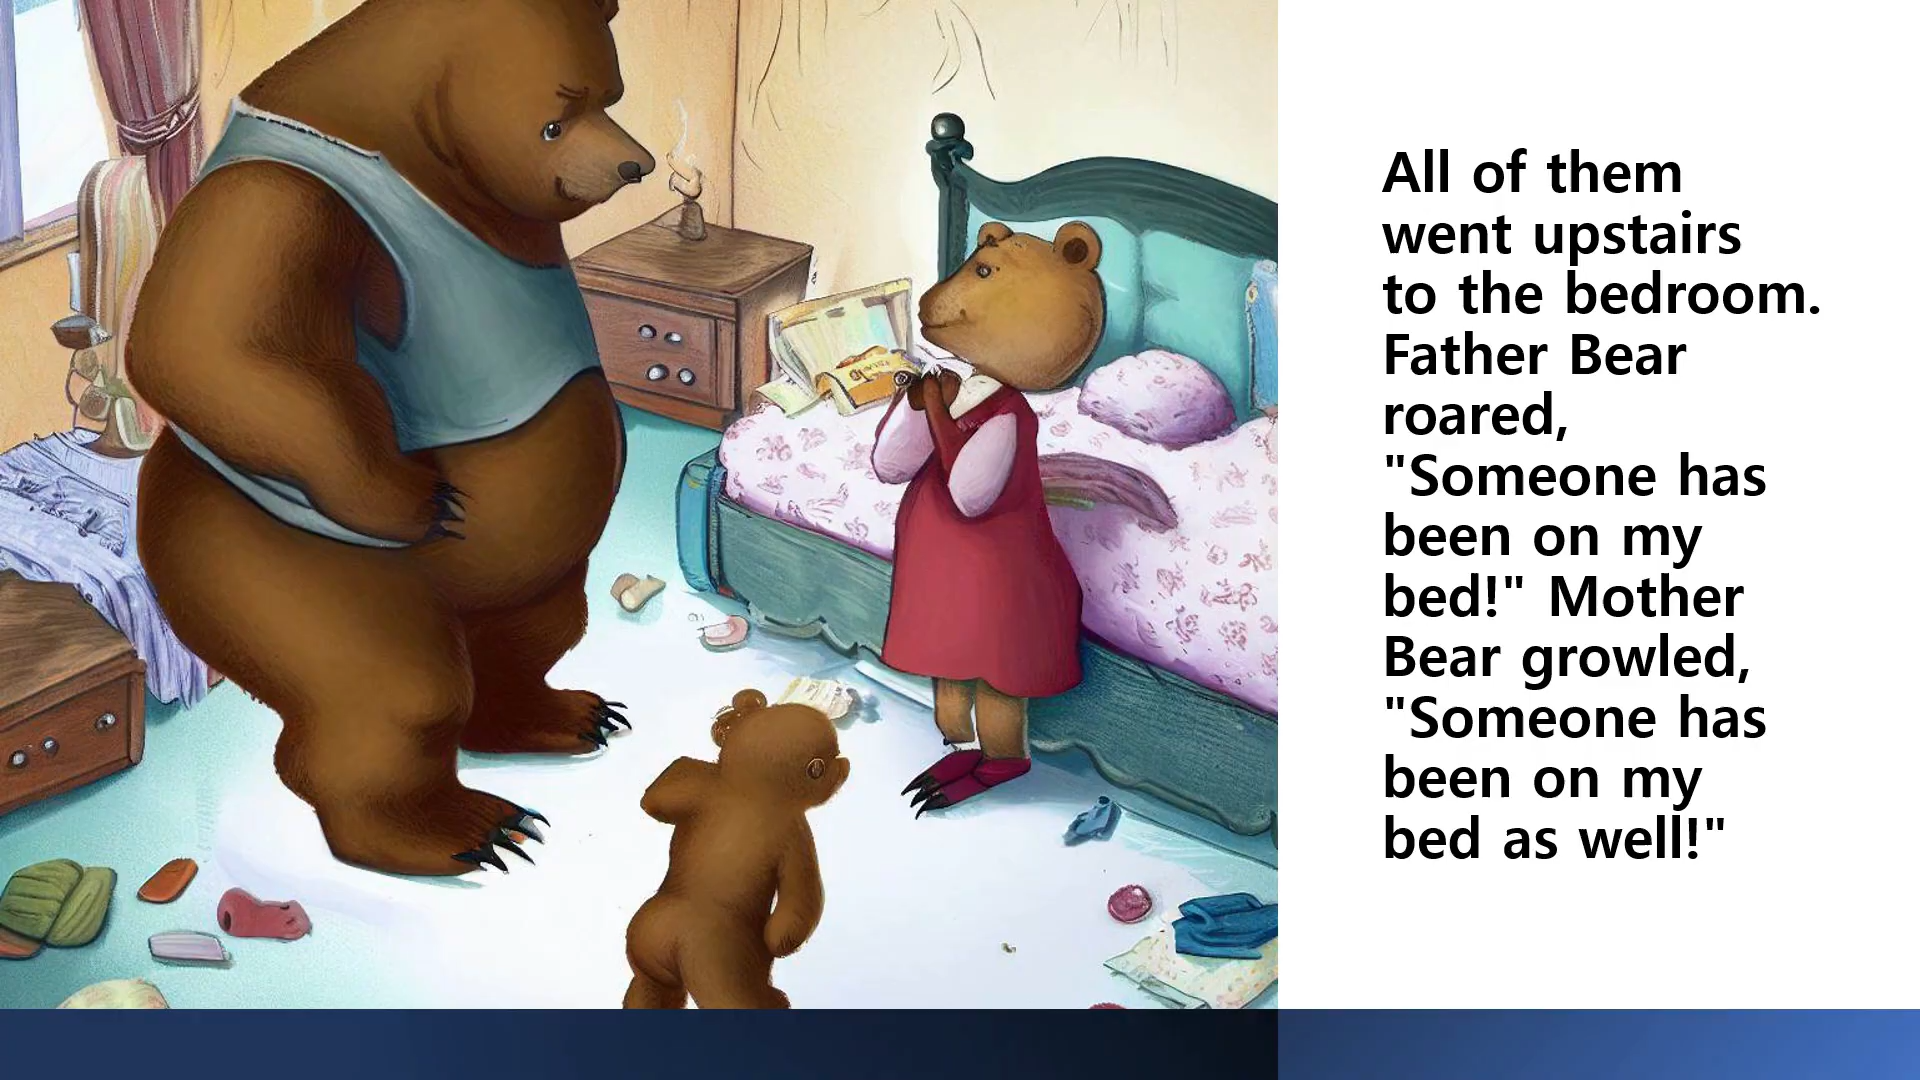 All of them
went upstairs
to the bedroom.
Father Bear
roared,
"Someone has
been on my
bed!" Mother
Bear growled,
"Someone has
been on my
bed as well!"